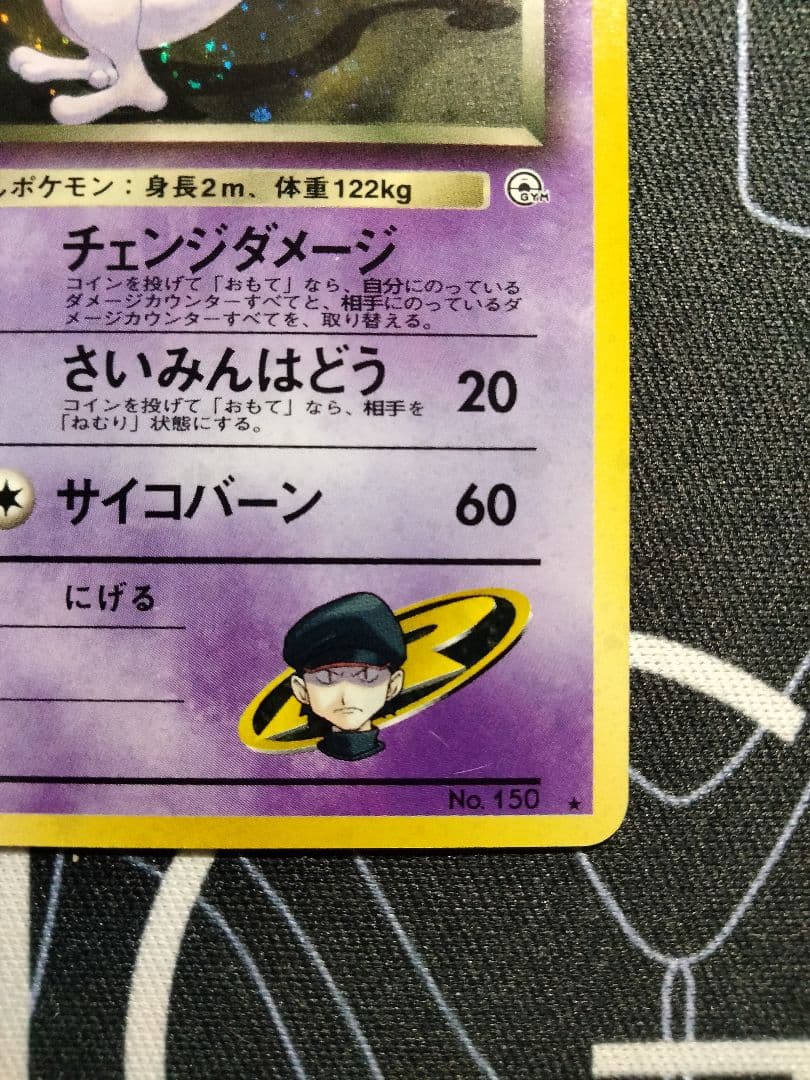 しポケモン：身長2m、体重122kg
GYM
チェンジダメージ
コインを投げて「おもて」なら、自分にのっている
ダメージカウンターすべてと、相手にのっているダ
メージカウンターすべてを、取り替える。
さいみんはどう 20
コインを投げて「おもて」なら、相手を
「ねむり」状態にする。
サイコバーン 60
にげる
R
No. 150 ★